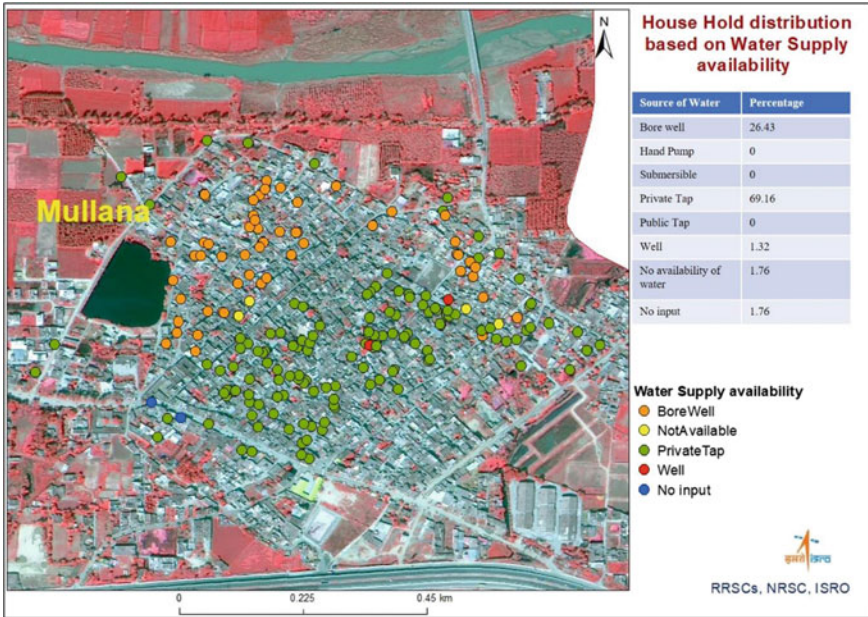 House Hold distribution
based on Water Supply
availability
N
Source of Water Percentage
Bore well 26.43
Hand Pump 0
Submersible 0
Private Tap 69.16
Public Tap 0
Well 1.32
No availability of
water 1.76
No input 1.76
Mullana
Water Supply availability
BoreWell
NotAvailable
PrivateTap
Well
No input
इसरो isro
RRSCs, NRSC, ISRO
0 0.225 0.45 km